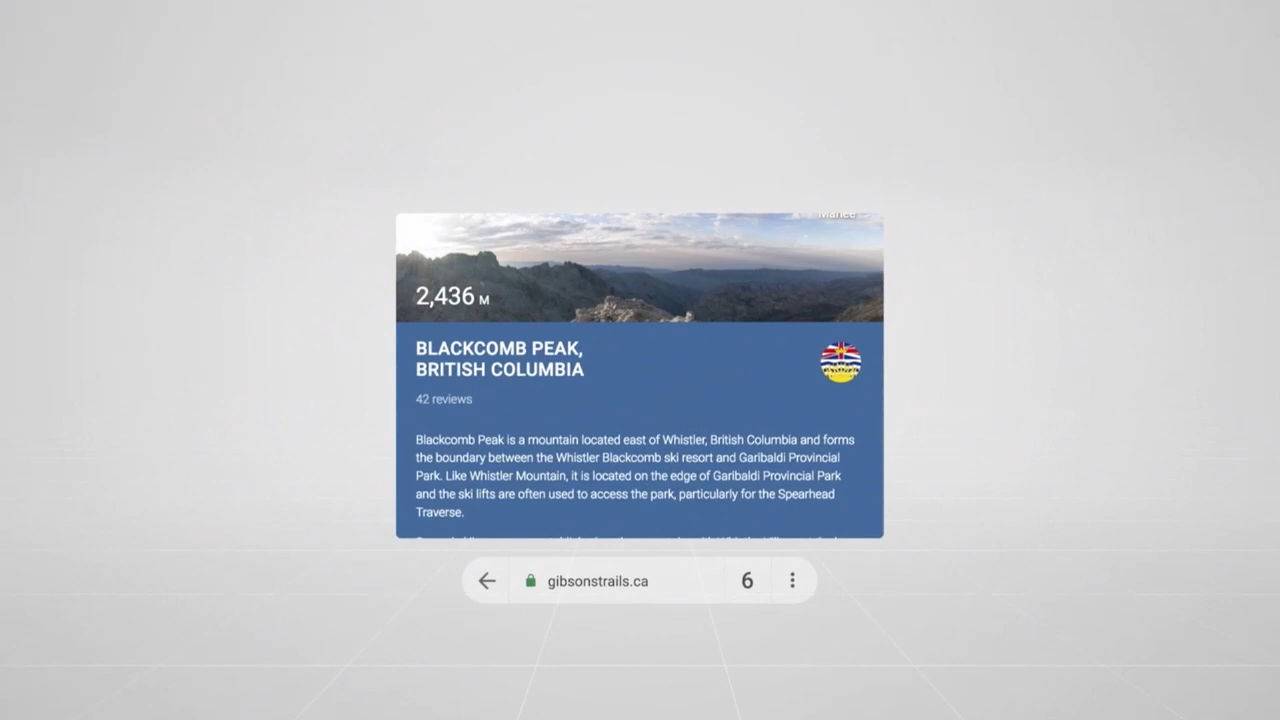 2,436 M
BLACKCOMB PEAK,
BRITISH COLUMBIA
42 reviews
Blackcomb Peak is a mountain located east of Whistler, British Columbia and forms
the boundary between the Whistler Blackcomb ski resort and Garibaldi Provincial
Park. Like Whistler Mountain, it is located on the edge of Garibaldi Provincial Park
and the ski lifts are often used to access the park, particularly for the Spearhead
Traverse.
gibsonstrails.ca
6